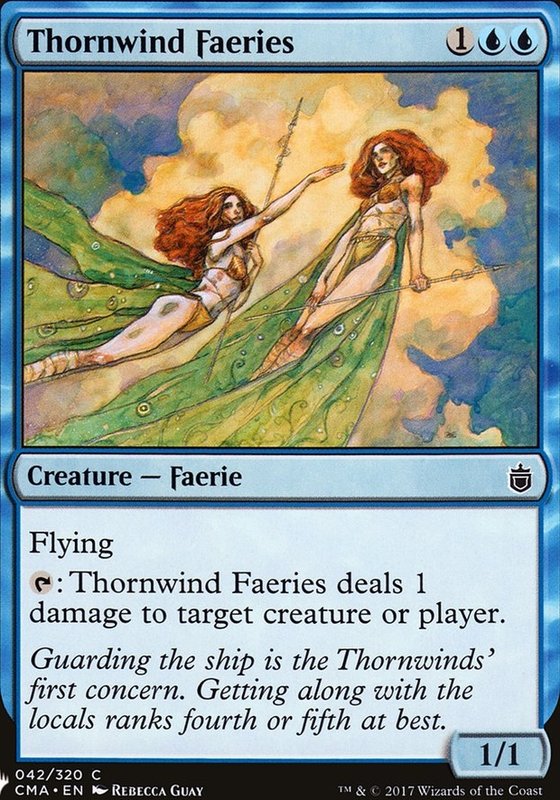 Thornwind Faeries 1
Creature — Faerie
Flying
: Thornwind Faeries deals 1
damage to target creature or player.
Guarding the ship is the Thornwinds’
first concern. Getting along with the
locals ranks fourth or fifth at best.
1/1
042/320 C
CMA • EN Rebecca Guay
™ & © 2017 Wizards of the Coast